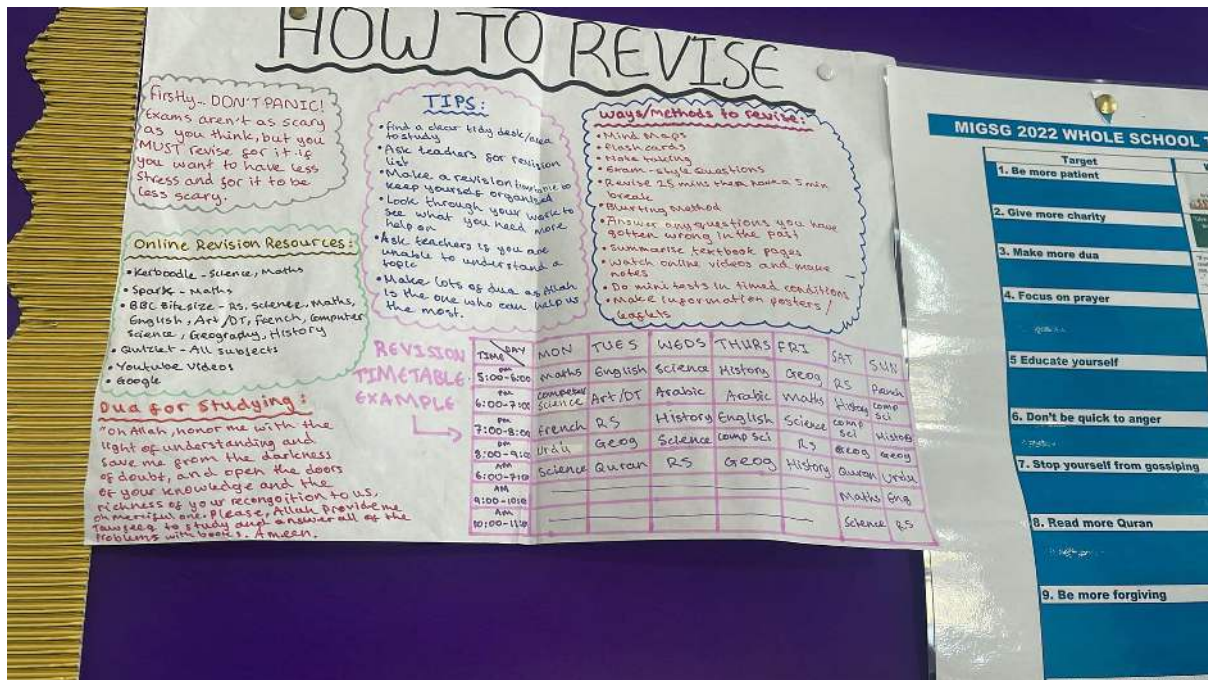 HOW TO REVISE
Firstly... DON'T PANIC!
Exams aren't as scary
as you think, but you
MUST revise for it if
you want to have less
stress and for it to be
less scary.
Online Revision Resources:
• Kerboodle - Science, Maths
• Sparx - Maths
• BBC Bitesize - RS, Science, Maths,
English, Art/DT, French, Computer
Science, Geography, History
• Quizlet - All subjects
• Youtube videos
• Google
Dua for studying:
"oh Allah, honor me with the
light of understanding and
save me from the darkness
of doubt, and open the doors
of your knowledge and the
richness of your recongoition to us,
oh merciful one. Please, Allah provide me
Tawfeeq to study and answer all of the
problems with books. Ameen.
TIPS:
• find a clear tidy desk/area
to study
• Ask teachers for revision
list
• Make a revision timetable to
keep yourself organised
• Look through your work to
see what you need more
help on
• Ask teachers if you are
unable to understand a
topic
• Make lots of dua as Allah
is the one who can help us
the most.
ways/methods to revise:
• Mind Maps
• Flash cards
• Note taking
• Exam-style questions
• Revise 25 mins then have a 5 min
break
• Blurting method
• Answer any questions you have
gotten wrong in the past
• Summarise textbook pages
• Watch online videos and make
notes
• Do mini tests in timed conditions
• Make information posters/
leaflets
REVISION
TIMETABLE
EXAMPLE
TIME DAY MON TUES WEDS THURS FRI SAT SUN
PM 5:00-6:00 Maths English Science History Geog RS French
PM 6:00-7:00 Computer Science Art/DT Arabic Arabic Maths History Comp Sci
PM 7:00-8:00 French RS History English Science Comp Sci History
PM 8:00-9:00 Urdu Geog Science Comp Sci RS Geog Geog
AM 6:00-7:00 Science Quran RS Geog History Quran Urdu
AM 9:00-10:00 Maths Eng
AM 10:00-11:00 Science RS
MIGSG 2022 WHOLE SCHOOL
Target
1. Be more patient
2. Give more charity
3. Make more dua
4. Focus on prayer
5 Educate yourself
6. Don't be quick to anger
7. Stop yourself from gossiping
8. Read more Quran
9. Be more forgiving